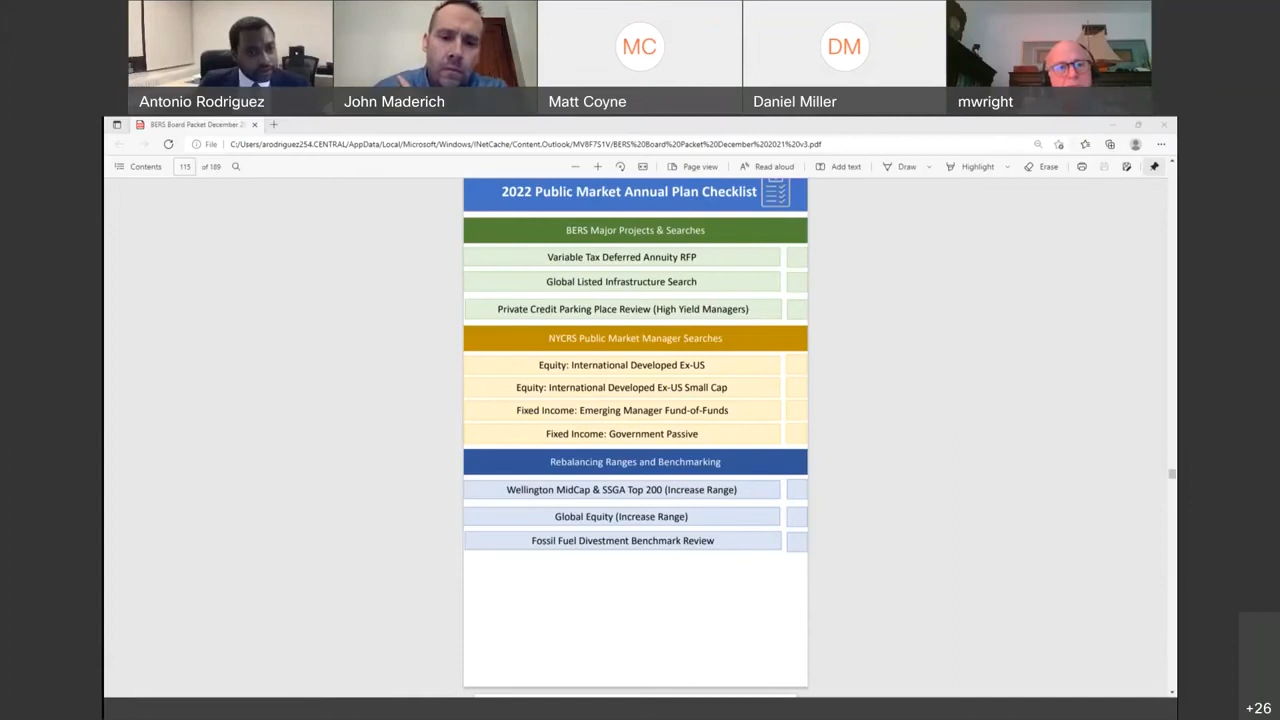 MC
DM
Antonio Rodriguez
John Maderich
Matt Coyne
Daniel Miller
mwright
BERS Board Packet December 2
File
C:/Users/arodriguez254.CENTRAL/AppData/Local/Microsoft/Windows/INetCache/Content.Outlook/MV8F7S1V/BERS%20Board%20Packet%20December%202021%20v3.pdf
Contents
115 of 189
Page view
Read aloud
Add text
Draw
Highlight
Erase
2022 Public Market Annual Plan Checklist
BERS Major Projects & Searches
Variable Tax Deferred Annuity RFP
Global Listed Infrastructure Search
Private Credit Parking Place Review (High Yield Managers)
NYCRS Public Market Manager Searches
Equity: International Developed Ex-US
Equity: International Developed Ex-US Small Cap
Fixed Income: Emerging Manager Fund-of-Funds
Fixed Income: Government Passive
Rebalancing Ranges and Benchmarking
Wellington MidCap & SSGA Top 200 (Increase Range)
Global Equity (Increase Range)
Fossil Fuel Divestment Benchmark Review
+26